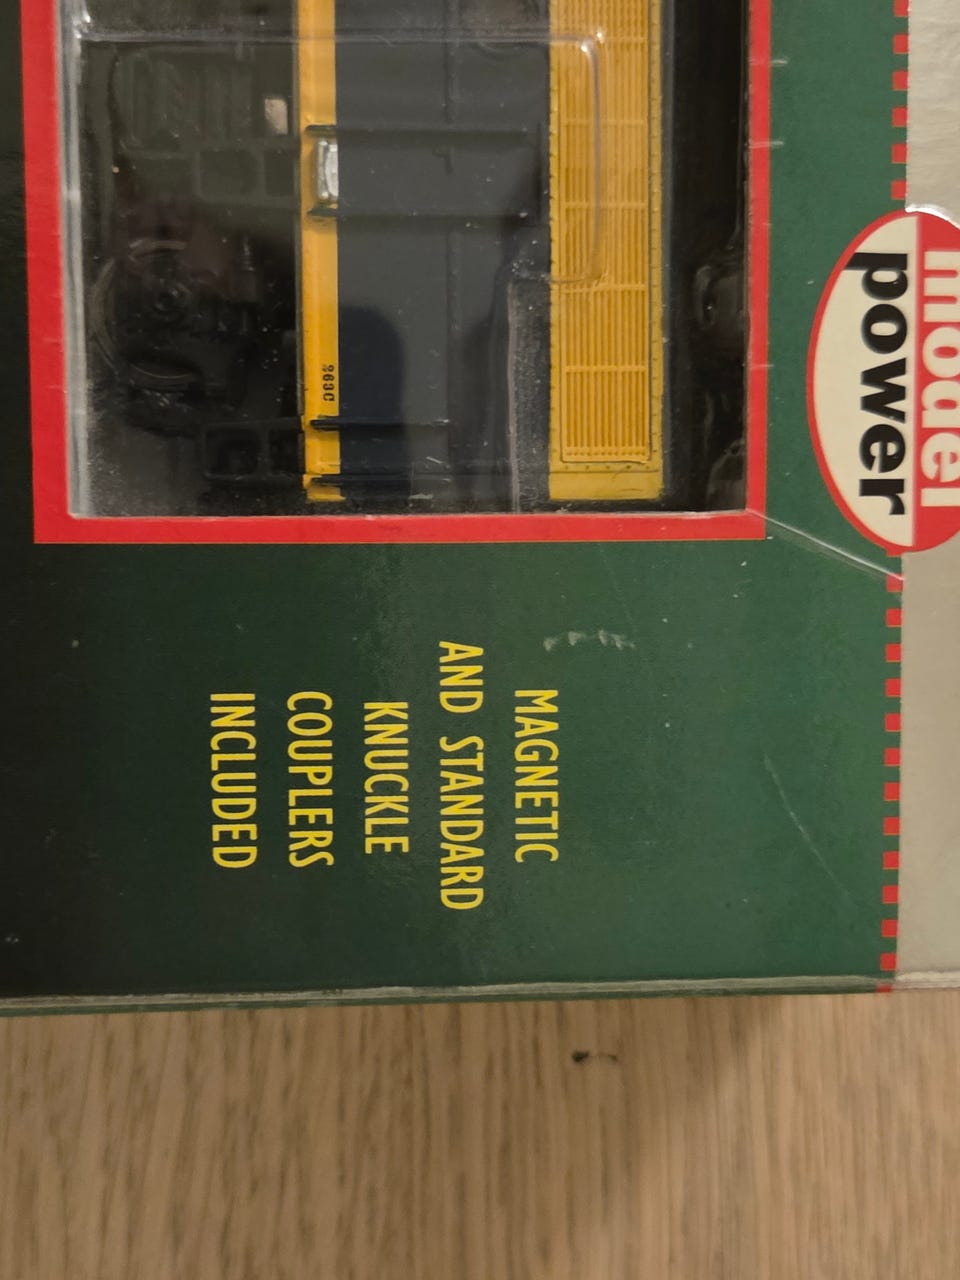 model
power
MAGNETIC
AND STANDARD
KNUCKLE
COUPLERS
INCLUDED